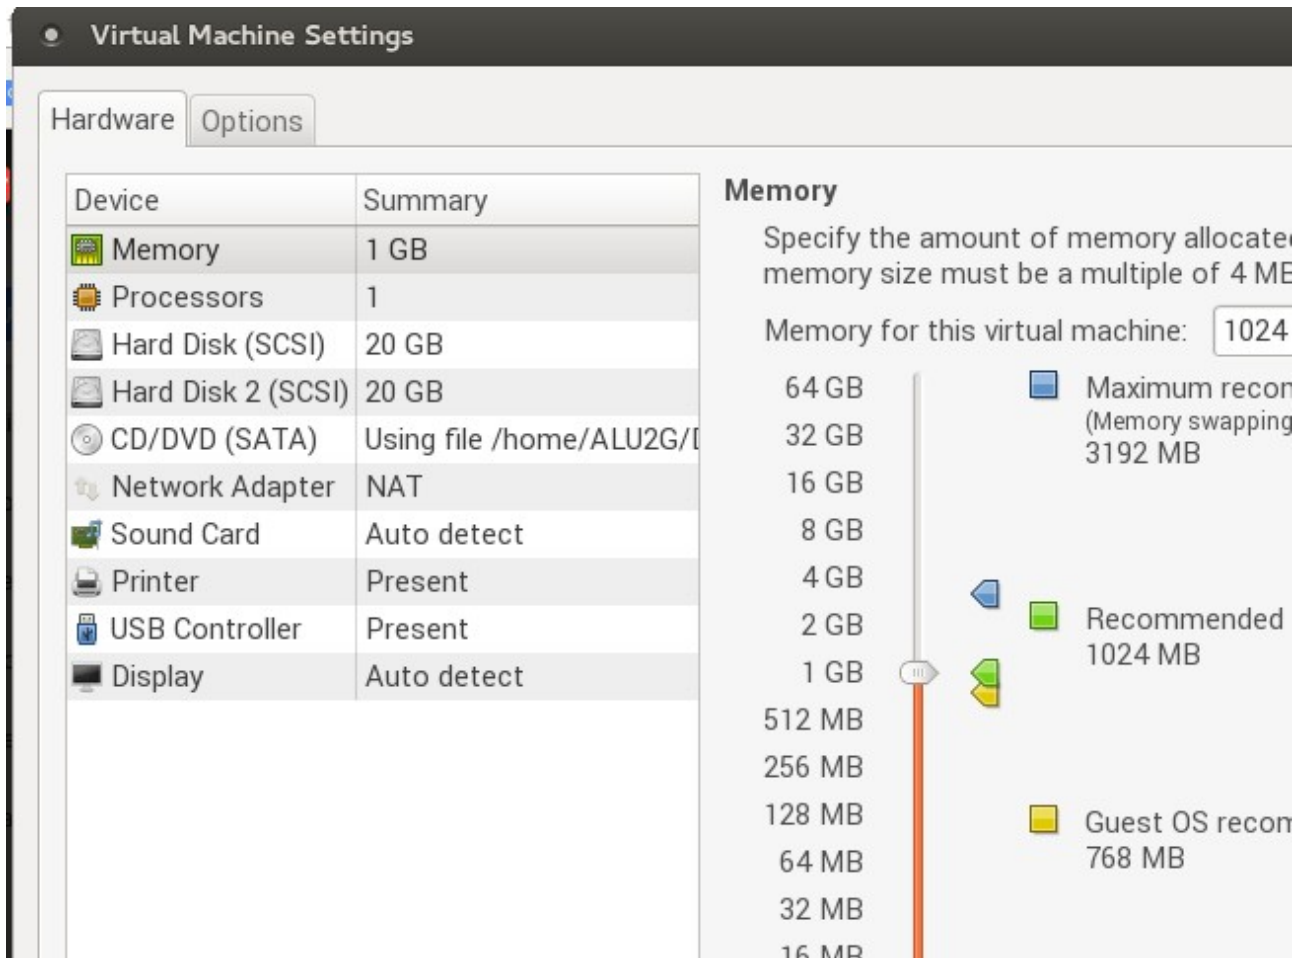 Virtual Machine Settings
Hardware Options
Device Summary
Memory 1 GB
Processors 1
Hard Disk (SCSI) 20 GB
Hard Disk 2 (SCSI) 20 GB
CD/DVD (SATA) Using file /home/ALU2G/
Network Adapter NAT
Sound Card Auto detect
Printer Present
USB Controller Present
Display Auto detect
Memory
Specify the amount of memory allocated
memory size must be a multiple of 4 MB
Memory for this virtual machine: 1024
64 GB
32 GB
16 GB
8 GB
4 GB
2 GB
1 GB
512 MB
256 MB
128 MB
64 MB
32 MB
16 MB
Maximum recom
(Memory swapping
3192 MB
Recommended
1024 MB
Guest OS recom
768 MB